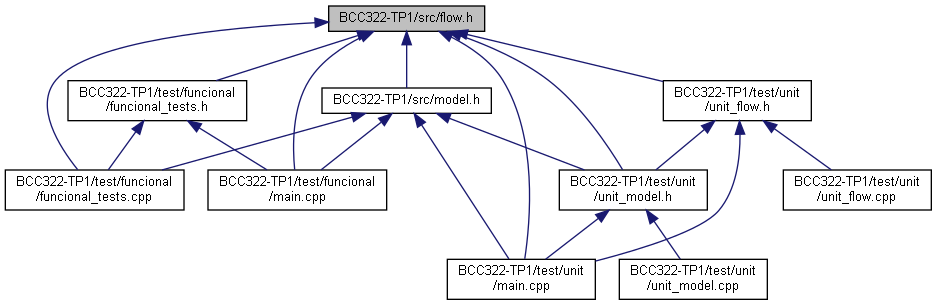 BCC322-TP1/src/flow.h
BCC322-TP1/test/funcional
/funcional_tests.h
BCC322-TP1/src/model.h
BCC322-TP1/test/unit
/unit_flow.h
BCC322-TP1/test/funcional
/funcional_tests.cpp
BCC322-TP1/test/funcional
/main.cpp
BCC322-TP1/test/unit
/unit_model.h
BCC322-TP1/test/unit
/unit_flow.cpp
BCC322-TP1/test/unit
/main.cpp
BCC322-TP1/test/unit
/unit_model.cpp